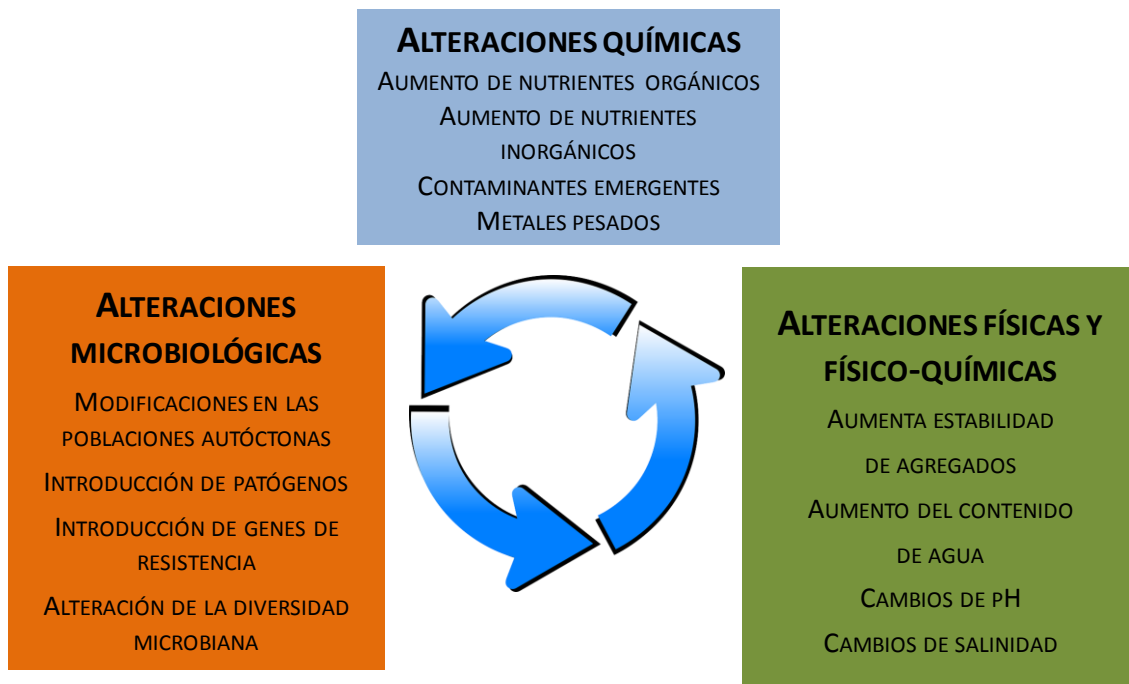 ALTERACIONES QUÍMICAS
AUMENTO DE NUTRIENTES ORGÁNICOS
AUMENTO DE NUTRIENTES
INORGÁNICOS
CONTAMINANTES EMERGENTES
METALES PESADOS
ALTERACIONES
MICROBIOLÓGICAS
MODIFICACIONES EN LAS
POBLACIONES AUTÓCTONAS
INTRODUCCIÓN DE PATÓGENOS
INTRODUCCIÓN DE GENES DE
RESISTENCIA
ALTERACIÓN DE LA DIVERSIDAD
MICROBIANA
ALTERACIONES FÍSICAS Y
FÍSICO-QUÍMICAS
AUMENTA ESTABILIDAD
DE AGREGADOS
AUMENTO DEL CONTENIDO
DE AGUA
CAMBIOS DE PH
CAMBIOS DE SALINIDAD